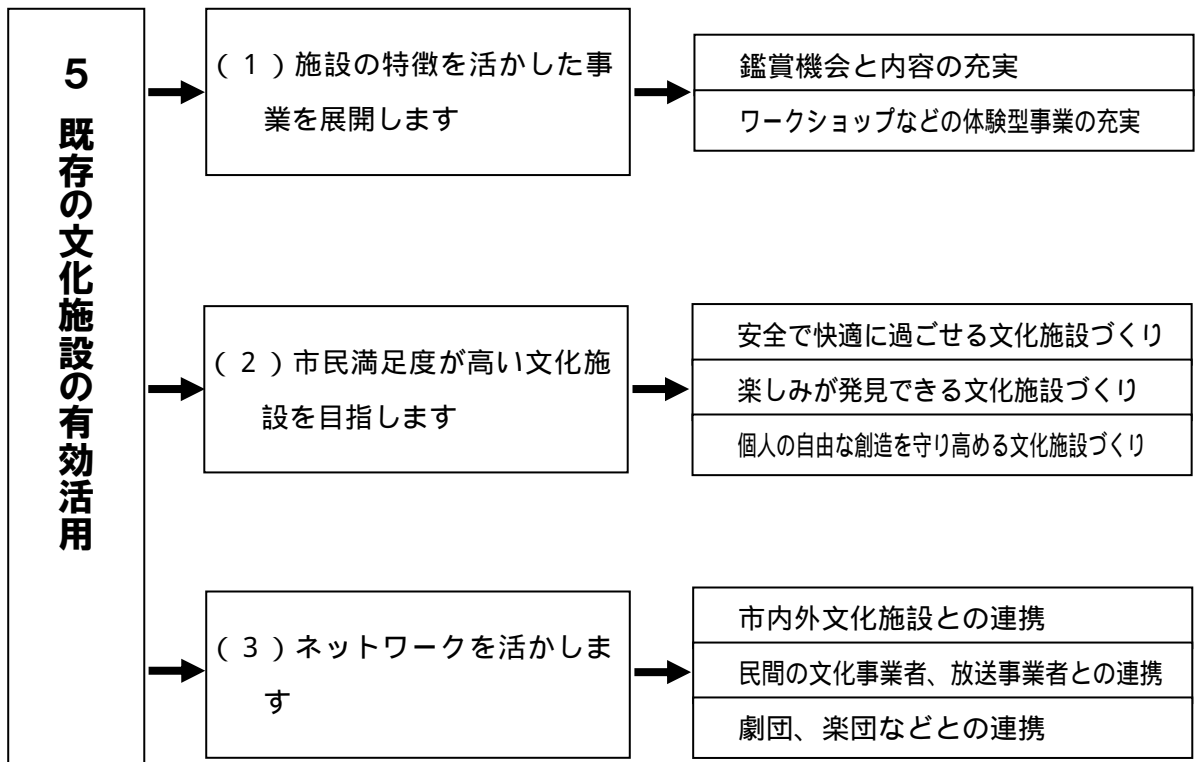 5 既存の文化施設の有効活用
(1)施設の特徴を活かした事
業を展開します
鑑賞機会と内容の充実
ワークショップなどの体験型事業の充実
(2)市民満足度が高い文化施
設を目指します
安全で快適に過ごせる文化施設づくり
楽しみが発見できる文化施設づくり
個人の自由な創造を守り高める文化施設づくり
(3)ネットワークを活かしま
す
市内外文化施設との連携
民間の文化事業者、放送事業者との連携
劇団、楽団などとの連携